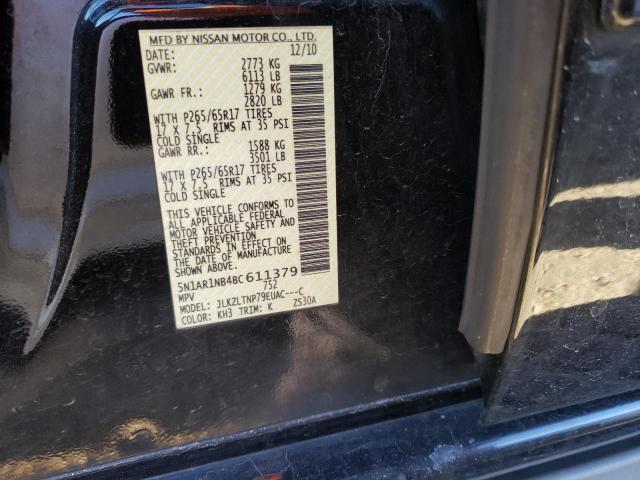 MFD BY NISSAN MOTOR CO., LTD.
DATE: 12/10
GVWR: 2773 KG
6113 LB
GAWR FR.: 1279 KG
2820 LB
WITH P265/65R17 TIRES
17 X 7.5 RIMS AT 35 PSI
COLD SINGLE
GAWR RR.: 1588 KG
3501 LB
WITH P265/65R17 TIRES
17 X 7.5 RIMS AT 35 PSI
COLD SINGLE
THIS VEHICLE CONFORMS TO
ALL APPLICABLE FEDERAL
MOTOR VEHICLE SAFETY AND
THEFT PREVENTION
STANDARDS IN EFFECT ON
THE DATE OF MANUFACTURE
SHOWN ABOVE.
5N1AR1NB4BC611379
MPV 752
MODEL: JLKZLTNP79EUAC---C
COLOR: KH3 TRIM: K ZS30A